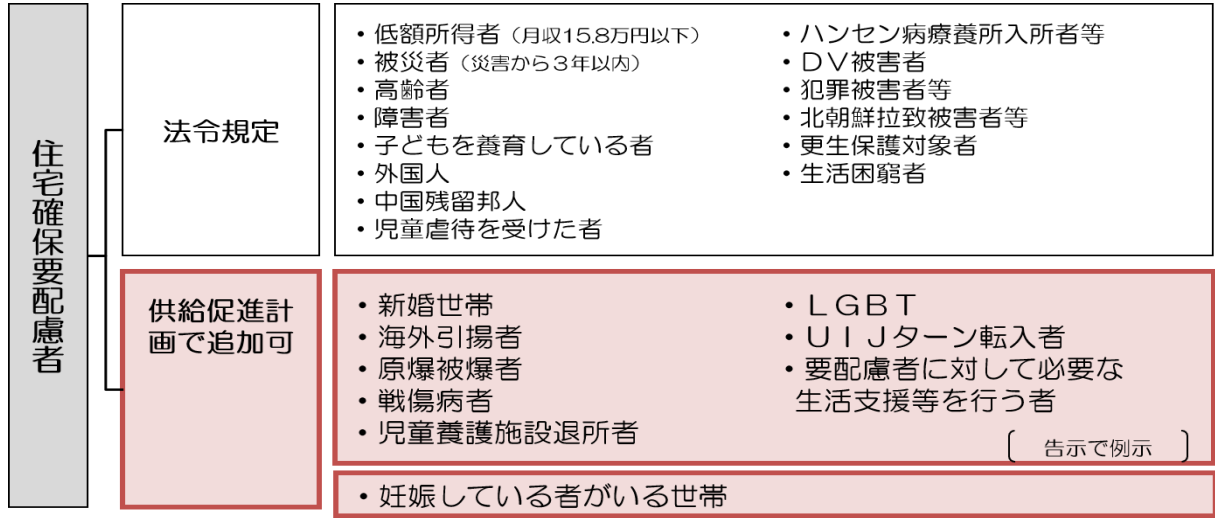 住宅確保要配慮者
法令規定
・低額所得者（月収15.8万円以下）
・被災者（災害から３年以内）
・高齢者
・障害者
・子どもを養育している者
・外国人
・中国残留邦人
・児童虐待を受けた者
・ハンセン病療養所入所者等
・ＤＶ被害者
・犯罪被害者等
・北朝鮮拉致被害者等
・更生保護対象者
・生活困窮者
供給促進計
画で追加可
・新婚世帯
・海外引揚者
・原爆被爆者
・戦傷病者
・児童養護施設退所者
・ＬＧＢＴ
・ＵＩＪターン転入者
・要配慮者に対して必要な
生活支援等を行う者
〔 告示で例示 〕
・妊娠している者がいる世帯